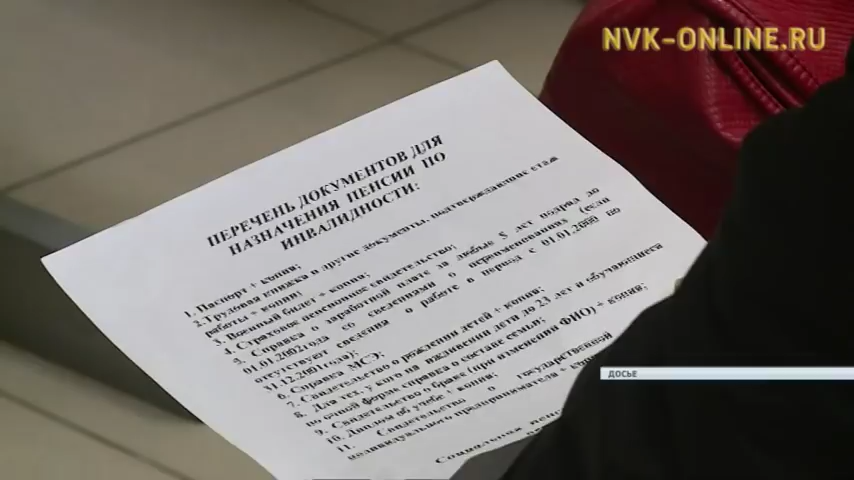 NVK-ONLINE.RU
ПЕРЕЧЕНЬ ДОКУМЕНТОВ ДЛЯ
НАЗНАЧЕНИЯ ПЕНСИИ ПО
ИНВАЛИДНОСТИ:
1. Паспорт + копия;
2. Трудовая книжка и другие документы, подтверждающие стаж
работы + копии;
3. Военный билет + копия;
4. Страховое пенсионное свидетельство;
5. Справка о заработной плате за любые 5 лет подряд до
01.01.2002года со сведениями о переименованиях (если
отсутствуют сведения о работе в период с 01.01.2000 по
31.12.2001года);
6. Справка МСЭ;
7. Свидетельство о рождении детей + копия;
8. Для тех, у кого на иждивении дети до 23 лет и обучающиеся
по очной форме справка о составе семьи;
9. Свидетельство о браке (при изменении ФИО) + копия;
10. Диплом об учебе + копия;
11. Свидетельство о государственной
индивидуального предпринимателя +
Социальная
ДОСЬЕ